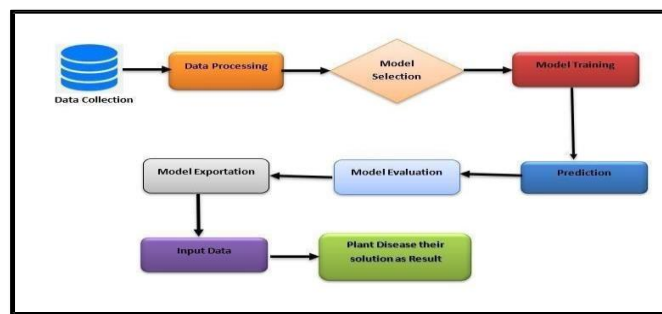 Data Collection
Data Processing
Model
Selection
Model Training
Prediction
Model Evaluation
Model Exportation
Input Data
Plant Disease their
solution as Result